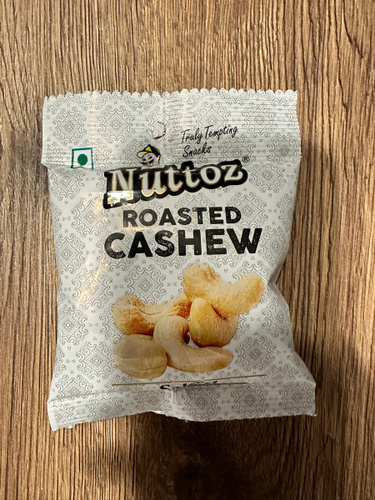 Truly Tempting
Snacks
Nuttoz®
ROASTED
CASHEW